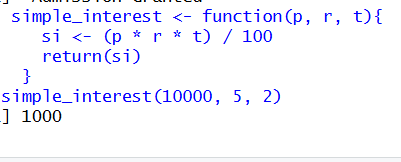 simple_interest <- function(p, r, t){
si <- (p * r * t) / 100
return(si)
}
simple_interest(10000, 5, 2)
] 1000